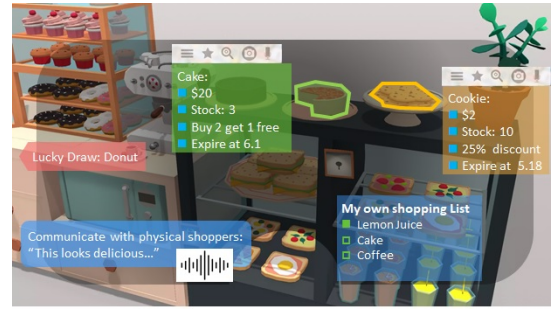 Cake:
$20
Stock: 3
Buy 2 get 1 free
Expire at 6.1
Cookie:
$2
Stock: 10
25% discount
Expire at 5.18
Lucky Draw: Donut
My own shopping List
Lemon Juice
Cake
Coffee
Communicate with physical shoppers:
“This looks delicious...”